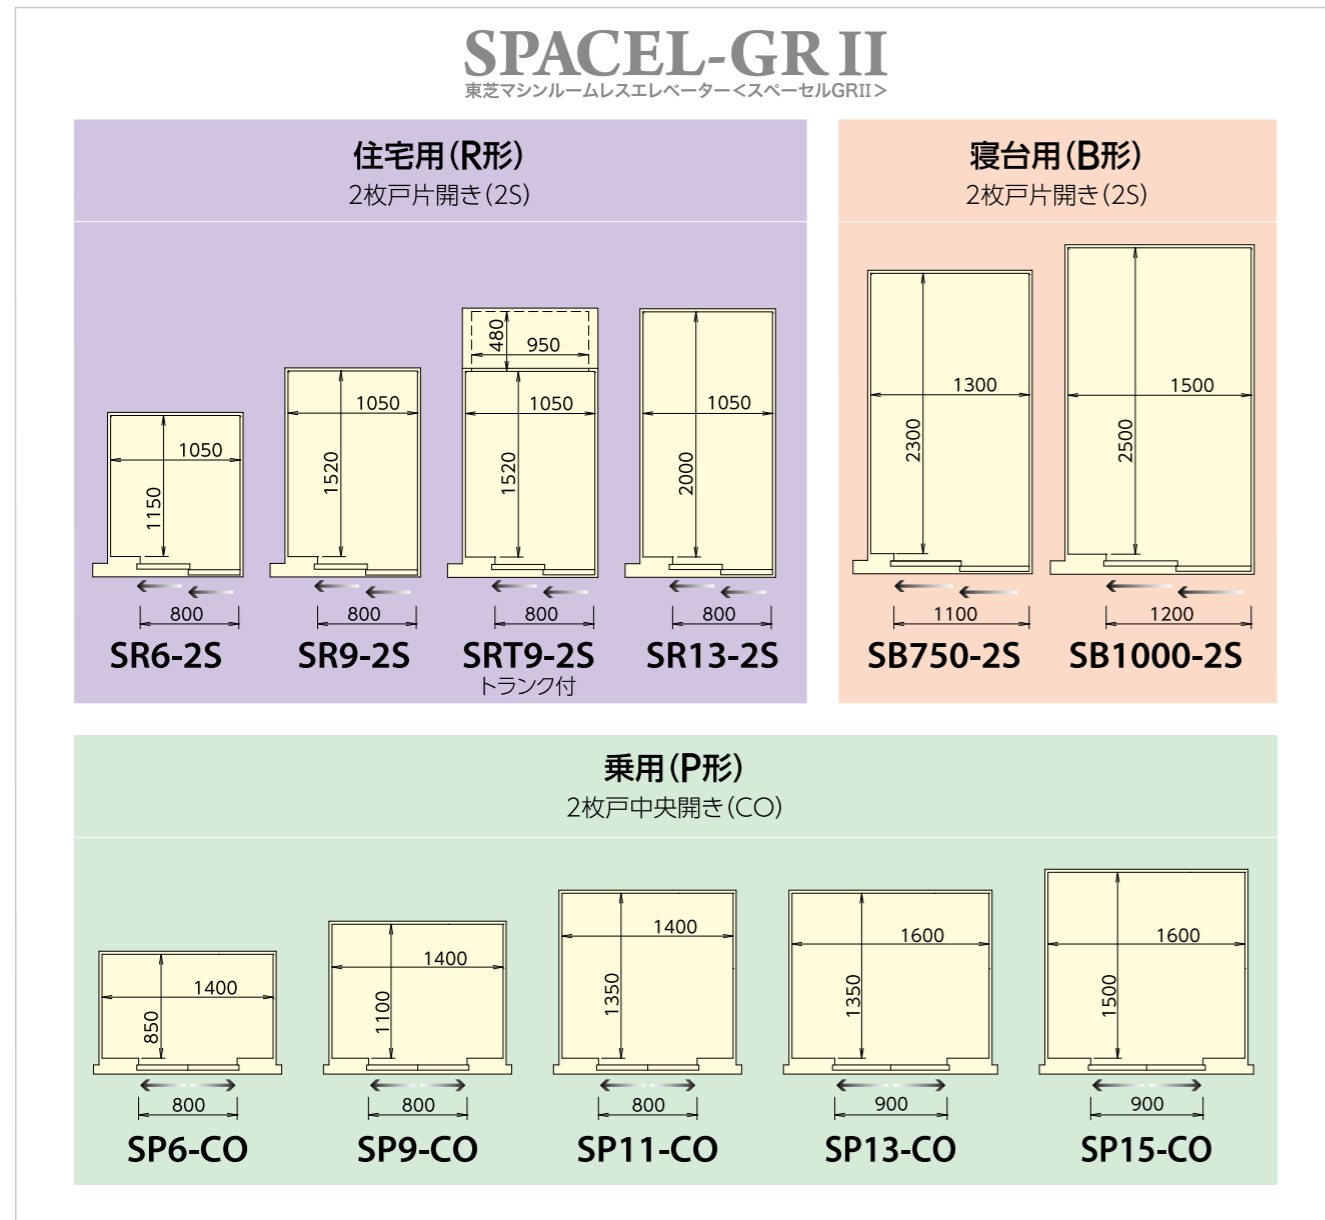 SPACEL-GR II
東芝マシンルームレスエレベーター＜スペーセルGRII＞
住宅用(R形)
2枚戸片開き(2S)
1050
1150
800
SR6-2S
1050
1520
800
SR9-2S
480
950
1050
1520
800
SRT9-2S
トランク付
1050
2000
800
SR13-2S
寝台用(B形)
2枚戸片開き(2S)
1300
2300
1100
SB750-2S
1500
2500
1200
SB1000-2S
乗用(P形)
2枚戸中央開き(CO)
1400
850
800
SP6-CO
1400
1100
800
SP9-CO
1400
1350
800
SP11-CO
1600
1350
900
SP13-CO
1600
1500
900
SP15-CO